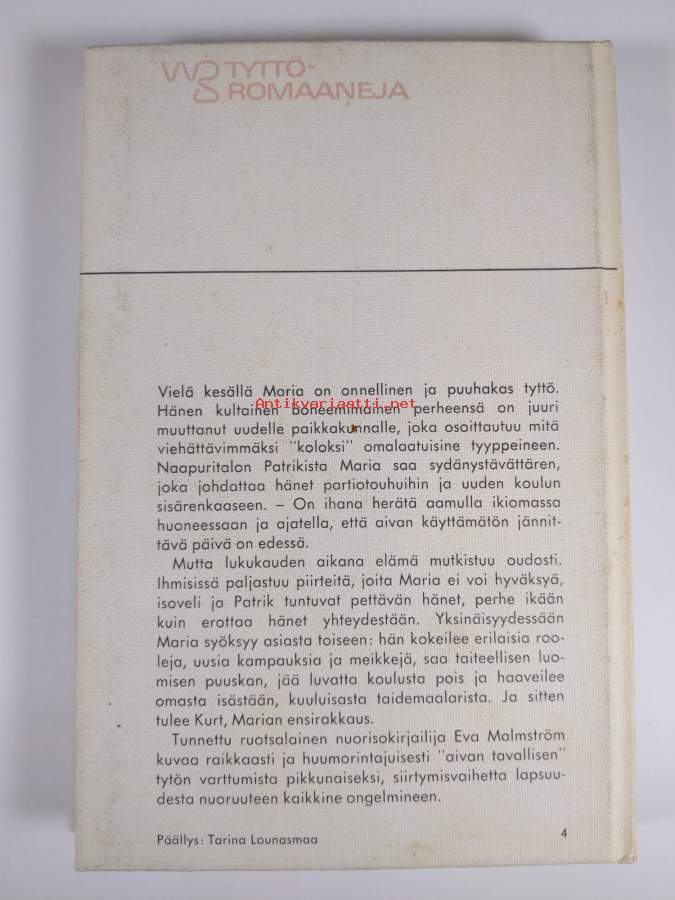 WG TYTTÖ-
ROMAANEJA
Vielä kesällä Maria on onnellinen ja puuhakas tyttö.
Hänen kultainen boheemimainen perheensä on juuri
Antikvariaatti.net
muuttanut uudelle paikkakunnalle, joka osoittautuu mitä
viehättävimmäksi "koloksi" omalaatuisine tyyppeineen.
Naapuritalon Patrikista Maria saa sydänystävättären,
joka johdattaa hänet partiotouhuihin ja uuden koulun
sisärenkaaseen. – On ihana herätä aamulla ikiomassa
huoneessaan ja ajatella, että aivan käyttämätön jännit-
tävä päivä on edessä.
Mutta lukukauden aikana elämä mutkistuu oudosti.
Ihmisissä paljastuu piirteitä, joita Maria ei voi hyväksyä,
isoveli ja Patrik tuntuvat pettävän hänet, perhe ikään
kuin erottaa hänet yhteydestään. Yksinäisyydessään
Maria syöksyy asiasta toiseen: hän kokeilee erilaisia roo-
leja, uusia kampauksia ja meikkejä, saa taiteellisen luo-
misen puuskan, jää luvatta koulusta pois ja haaveilee
omasta isästään, kuuluisasta taidemaalarista. Ja sitten
tulee Kurt, Marian ensirakkaus.
Tunnettu ruotsalainen nuorisokirjailija Eva Malmström
kuvaa raikkaasti ja huumorintajuisesti "aivan tavallisen"
tytön varttumista pikkunaiseksi, siirtymisvaihetta lapsuu-
desta nuoruuteen kaikkine ongelmineen.
Päällys: Tarina Lounasmaa
4